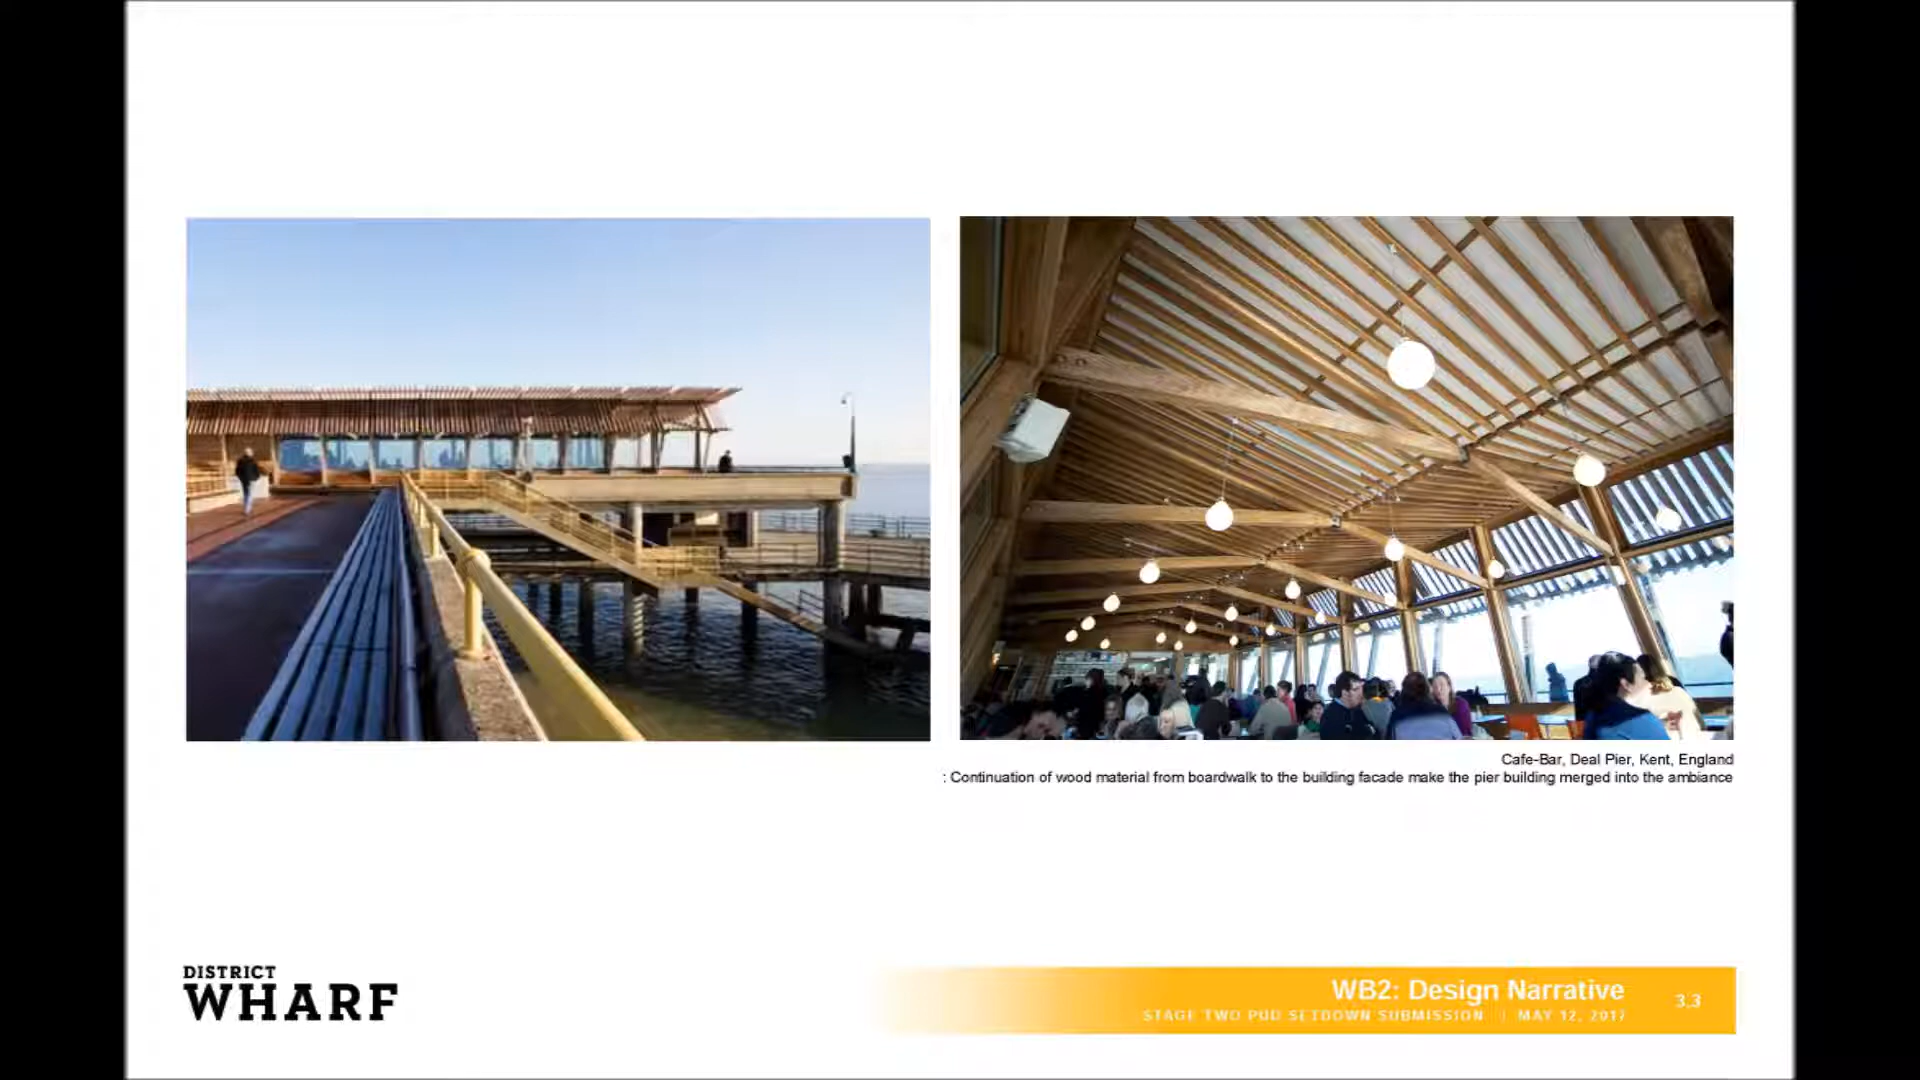 Cafe-Bar, Deal Pier, Kent, England
: Continuation of wood material from boardwalk to the building facade make the pier building merged into the ambiance
DISTRICT
WHARF
WB2: Design Narrative
STAGE TWO PUD SETDOWN SUBMISSION | MAY 12, 2017
3.3